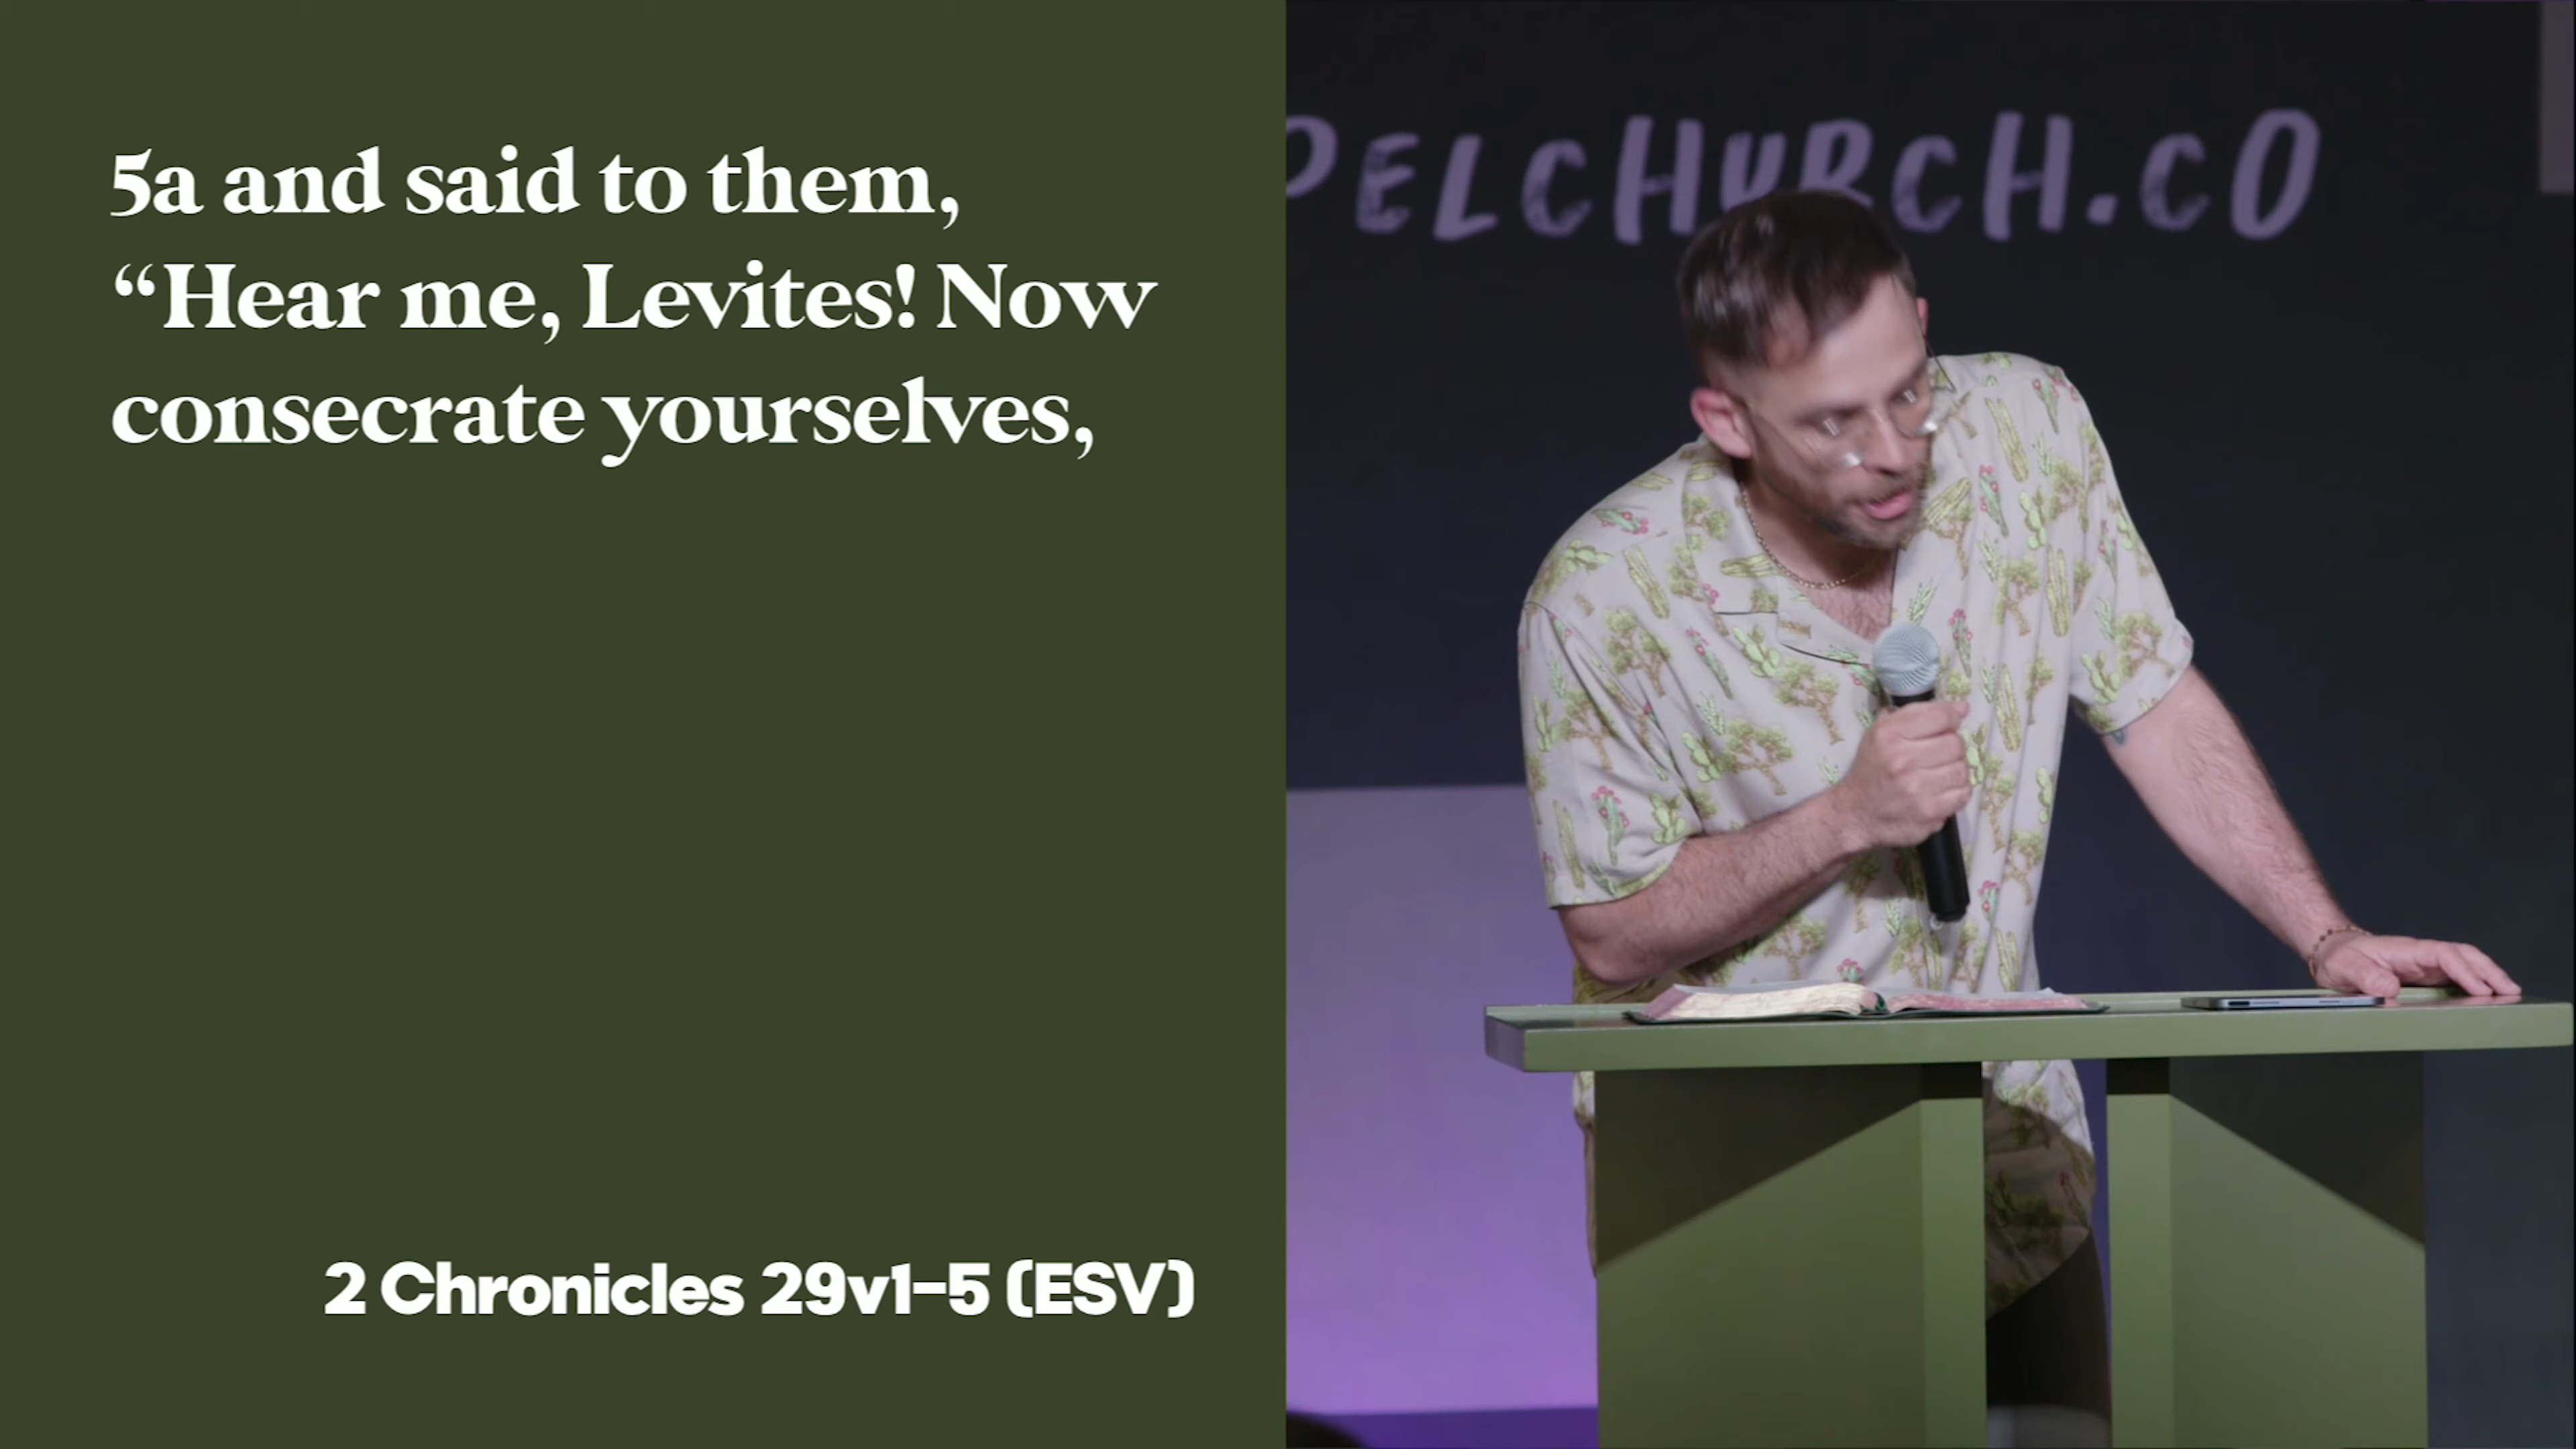 5a and said to them,
“Hear me, Levites! Now
consecrate yourselves,
2 Chronicles 29v1–5 (ESV)
PELCHURCH.CO